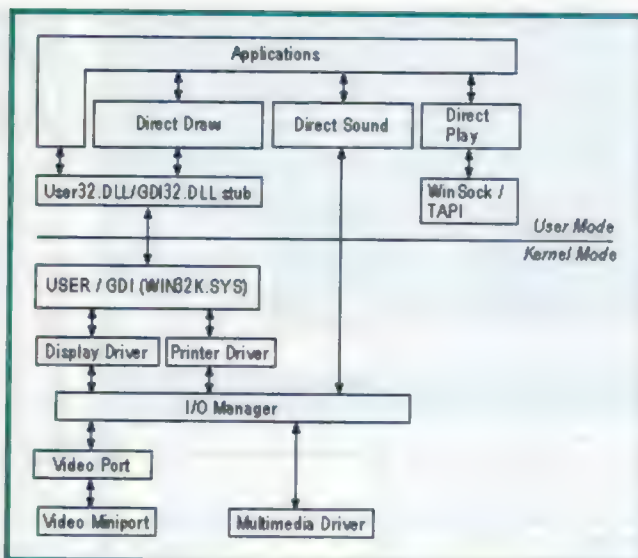 Applications
Direct Draw
Direct Sound
Direct
Play
User32.DLL/GDI32.DLL stub
WinSock /
TAPI
User Mode
Kernel Mode
USER / GDI (WIN32K.SYS)
Display Driver
Printer Driver
I/O Manager
Video Port
Video Miniport
Multimedia Driver